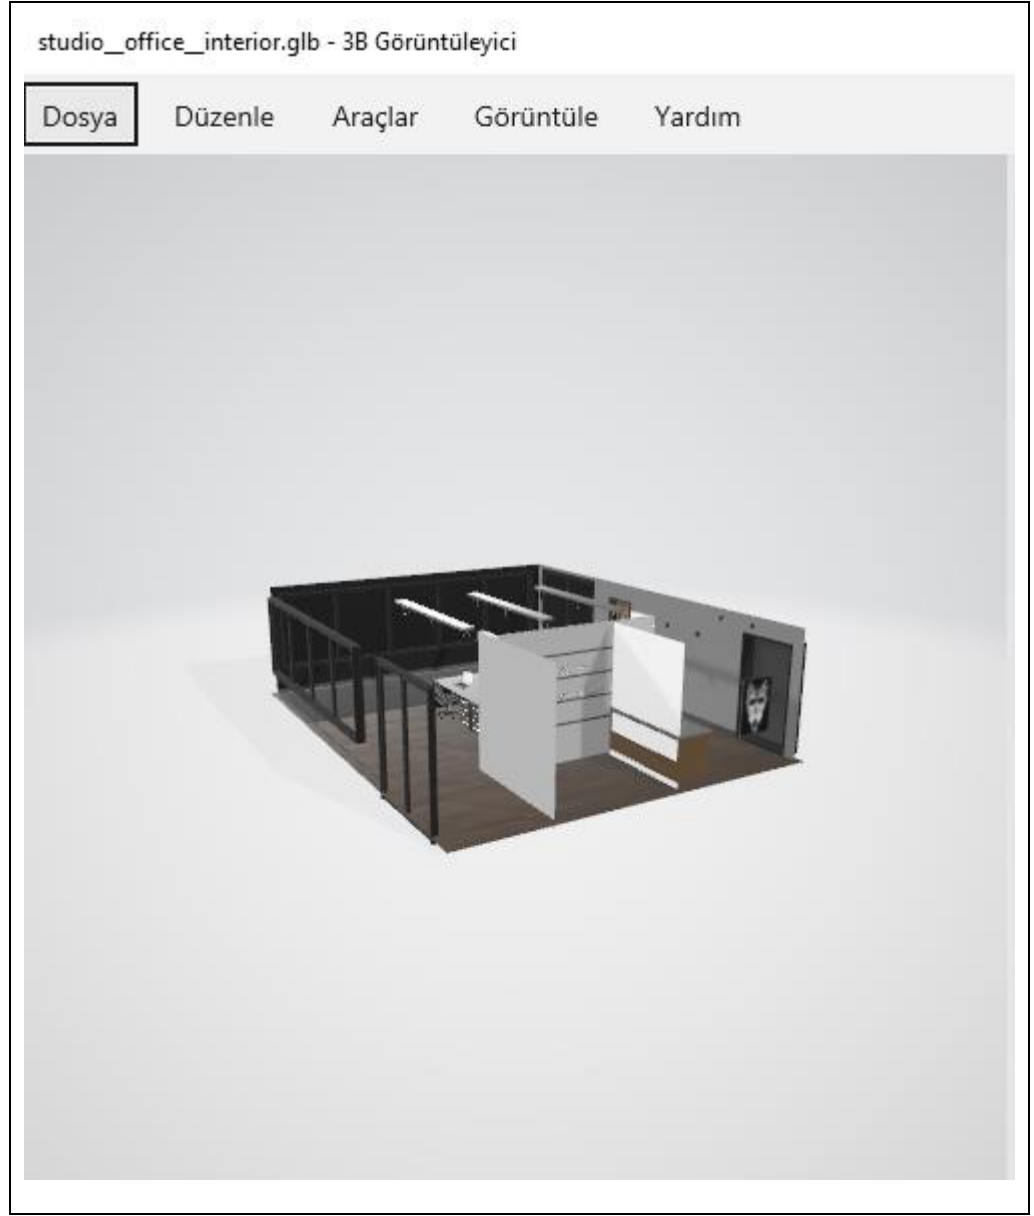 studio__office__interior.glb - 3B Görüntüleyici
Dosya Düzenle Araçlar Görüntüle Yardım